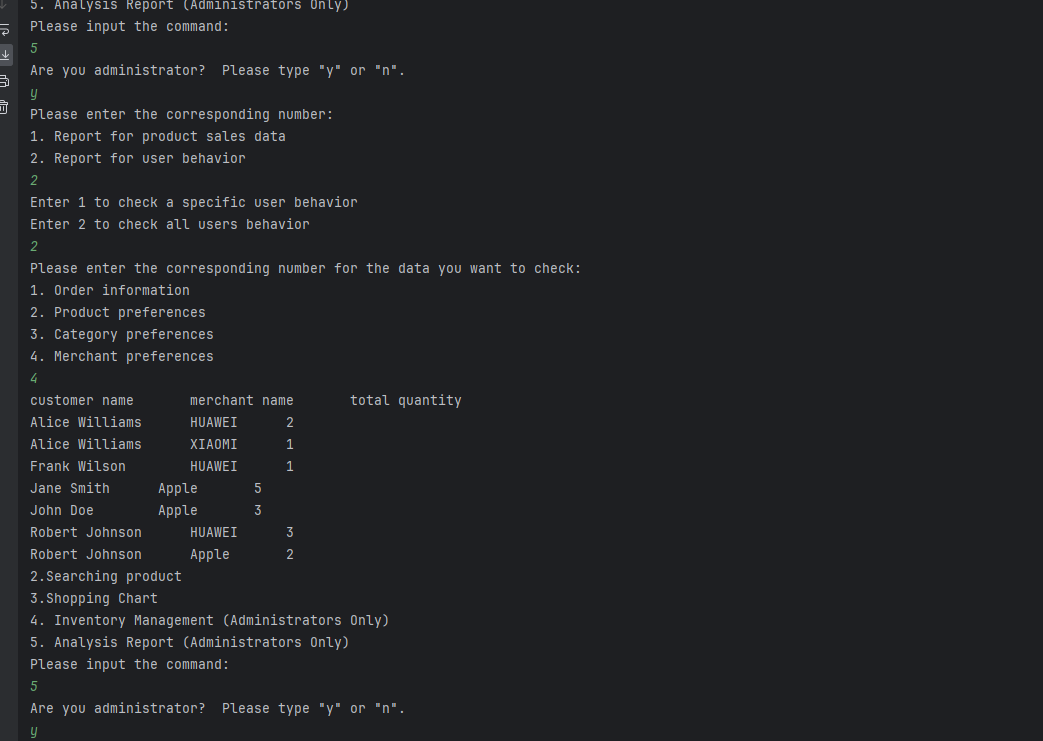 5. Analysis Report (Administrators Only)
Please input the command:
5
Are you administrator?  Please type "y" or "n".
y
Please enter the corresponding number:
1. Report for product sales data
2. Report for user behavior
2
Enter 1 to check a specific user behavior
Enter 2 to check all users behavior
2
Please enter the corresponding number for the data you want to check:
1. Order information
2. Product preferences
3. Category preferences
4. Merchant preferences
4
customer name       merchant name       total quantity
Alice Williams      HUAWEI      2
Alice Williams      XIAOMI      1
Frank Wilson        HUAWEI      1
Jane Smith      Apple       5
John Doe        Apple       3
Robert Johnson      HUAWEI      3
Robert Johnson      Apple       2
2.Searching product
3.Shopping Chart
4. Inventory Management (Administrators Only)
5. Analysis Report (Administrators Only)
Please input the command:
5
Are you administrator?  Please type "y" or "n".
y